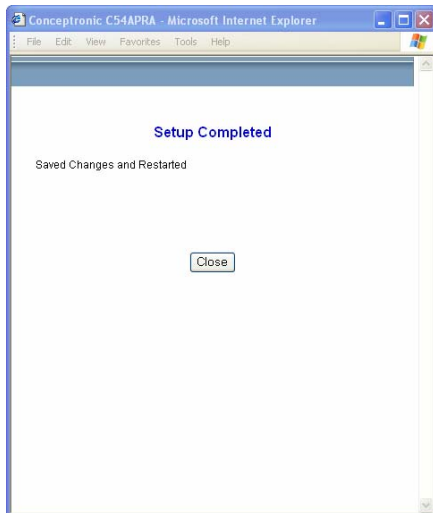 Conceptronic C54APRA - Microsoft Internet Explorer
File Edit View Favorites Tools Help
Setup Completed
Saved Changes and Restarted
Close